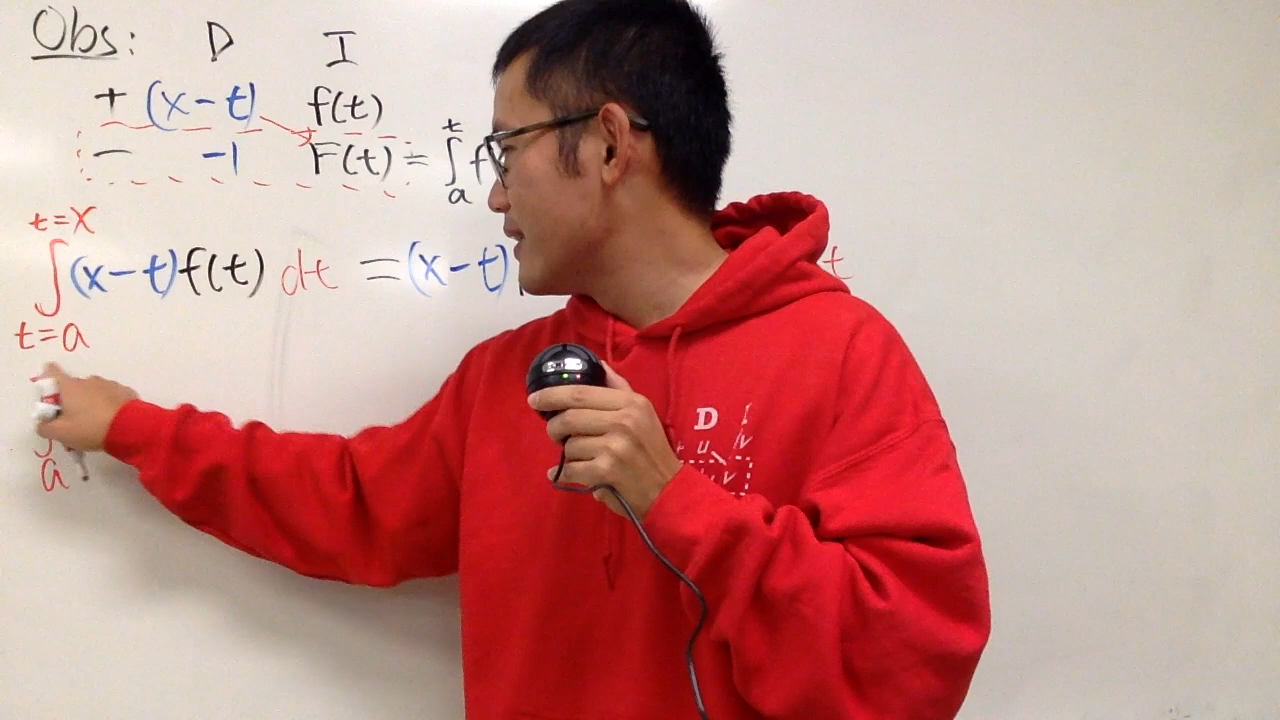 Obs: D I
+ (x-t) f(t)
- -1 F(t) = ∫ₐᵗ f
t=x
∫(x-t)f(t) dt = (x-t)
t
t=a
a
D I
+ u v
v